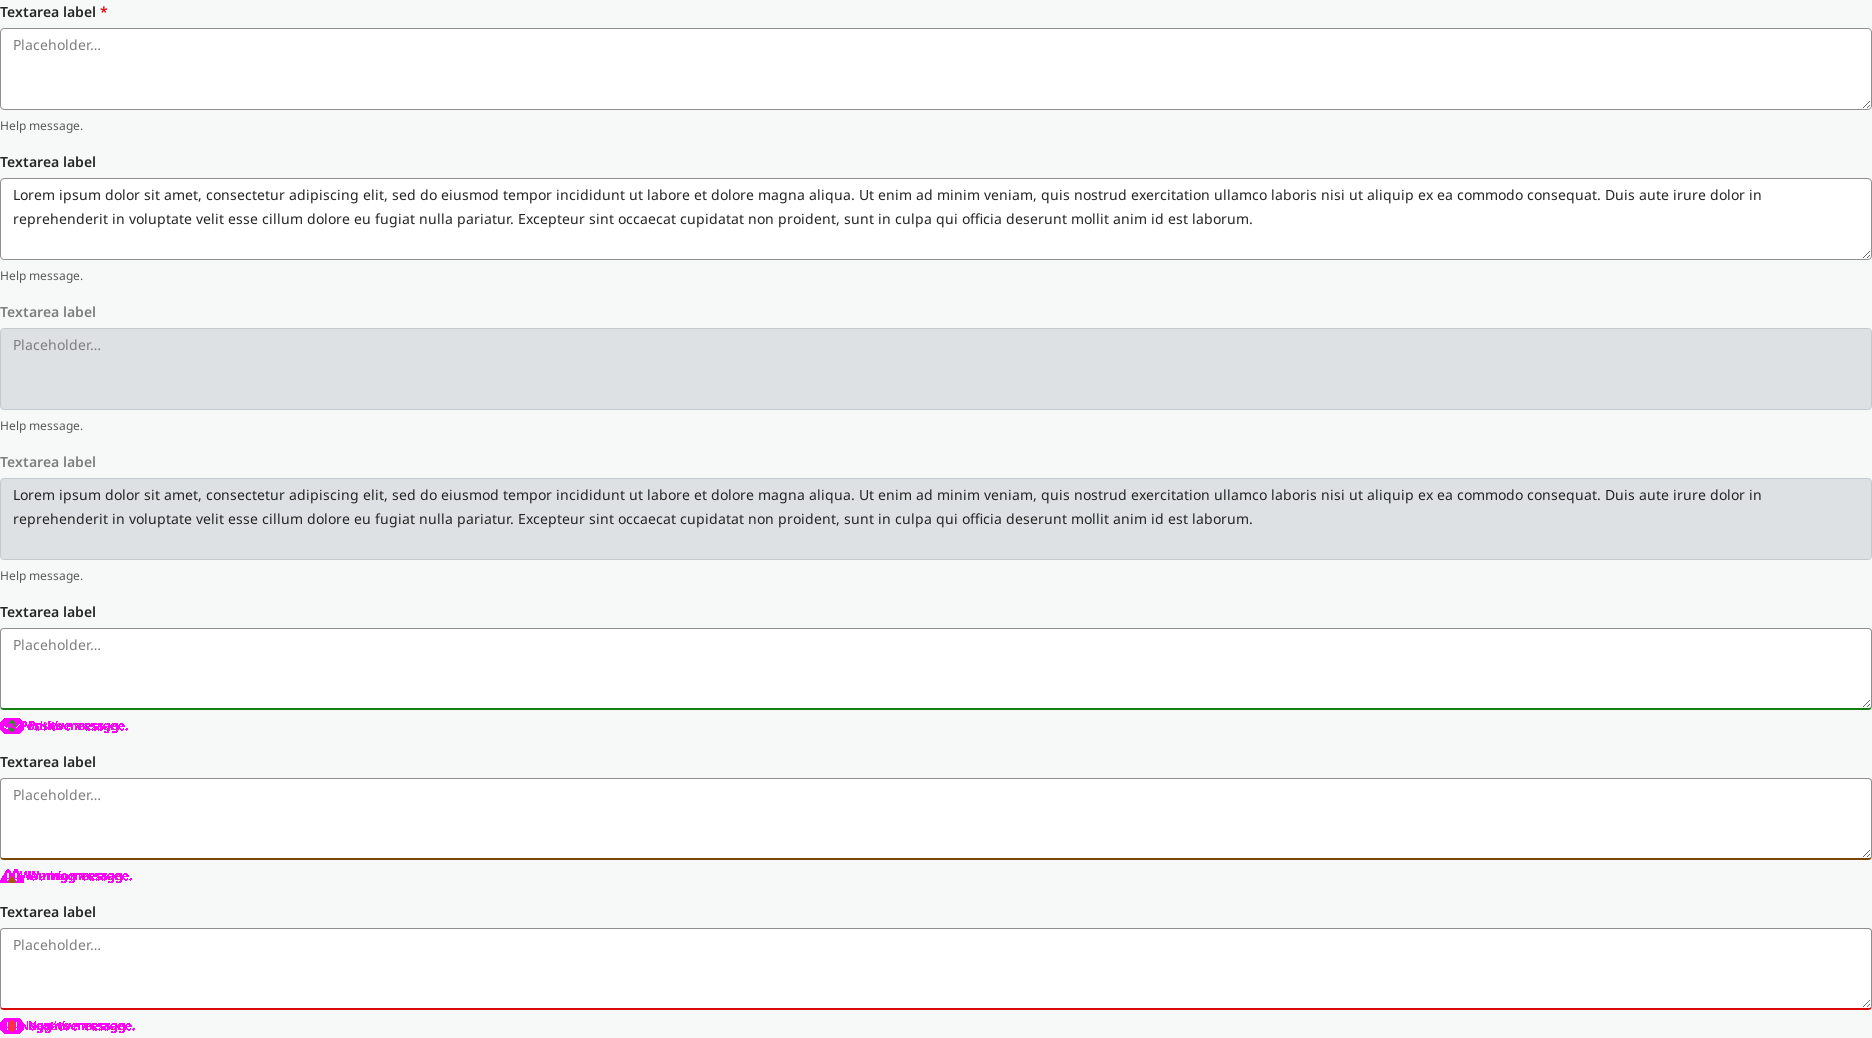 Textarea label *
Placeholder...
Help message.
Textarea label
Lorem ipsum dolor sit amet, consectetur adipiscing elit, sed do eiusmod tempor incididunt ut labore et dolore magna aliqua. Ut enim ad minim veniam, quis nostrud exercitation ullamco laboris nisi ut aliquip ex ea commodo consequat. Duis aute irure dolor in
reprehenderit in voluptate velit esse cillum dolore eu fugiat nulla pariatur. Excepteur sint occaecat cupidatat non proident, sunt in culpa qui officia deserunt mollit anim id est laborum.
Help message.
Textarea label
Placeholder...
Help message.
Textarea label
Lorem ipsum dolor sit amet, consectetur adipiscing elit, sed do eiusmod tempor incididunt ut labore et dolore magna aliqua. Ut enim ad minim veniam, quis nostrud exercitation ullamco laboris nisi ut aliquip ex ea commodo consequat. Duis aute irure dolor in
reprehenderit in voluptate velit esse cillum dolore eu fugiat nulla pariatur. Excepteur sint occaecat cupidatat non proident, sunt in culpa qui officia deserunt mollit anim id est laborum.
Help message.
Textarea label
Placeholder...
Positive message.
Textarea label
Placeholder...
Warning message.
Textarea label
Placeholder...
Negative message.